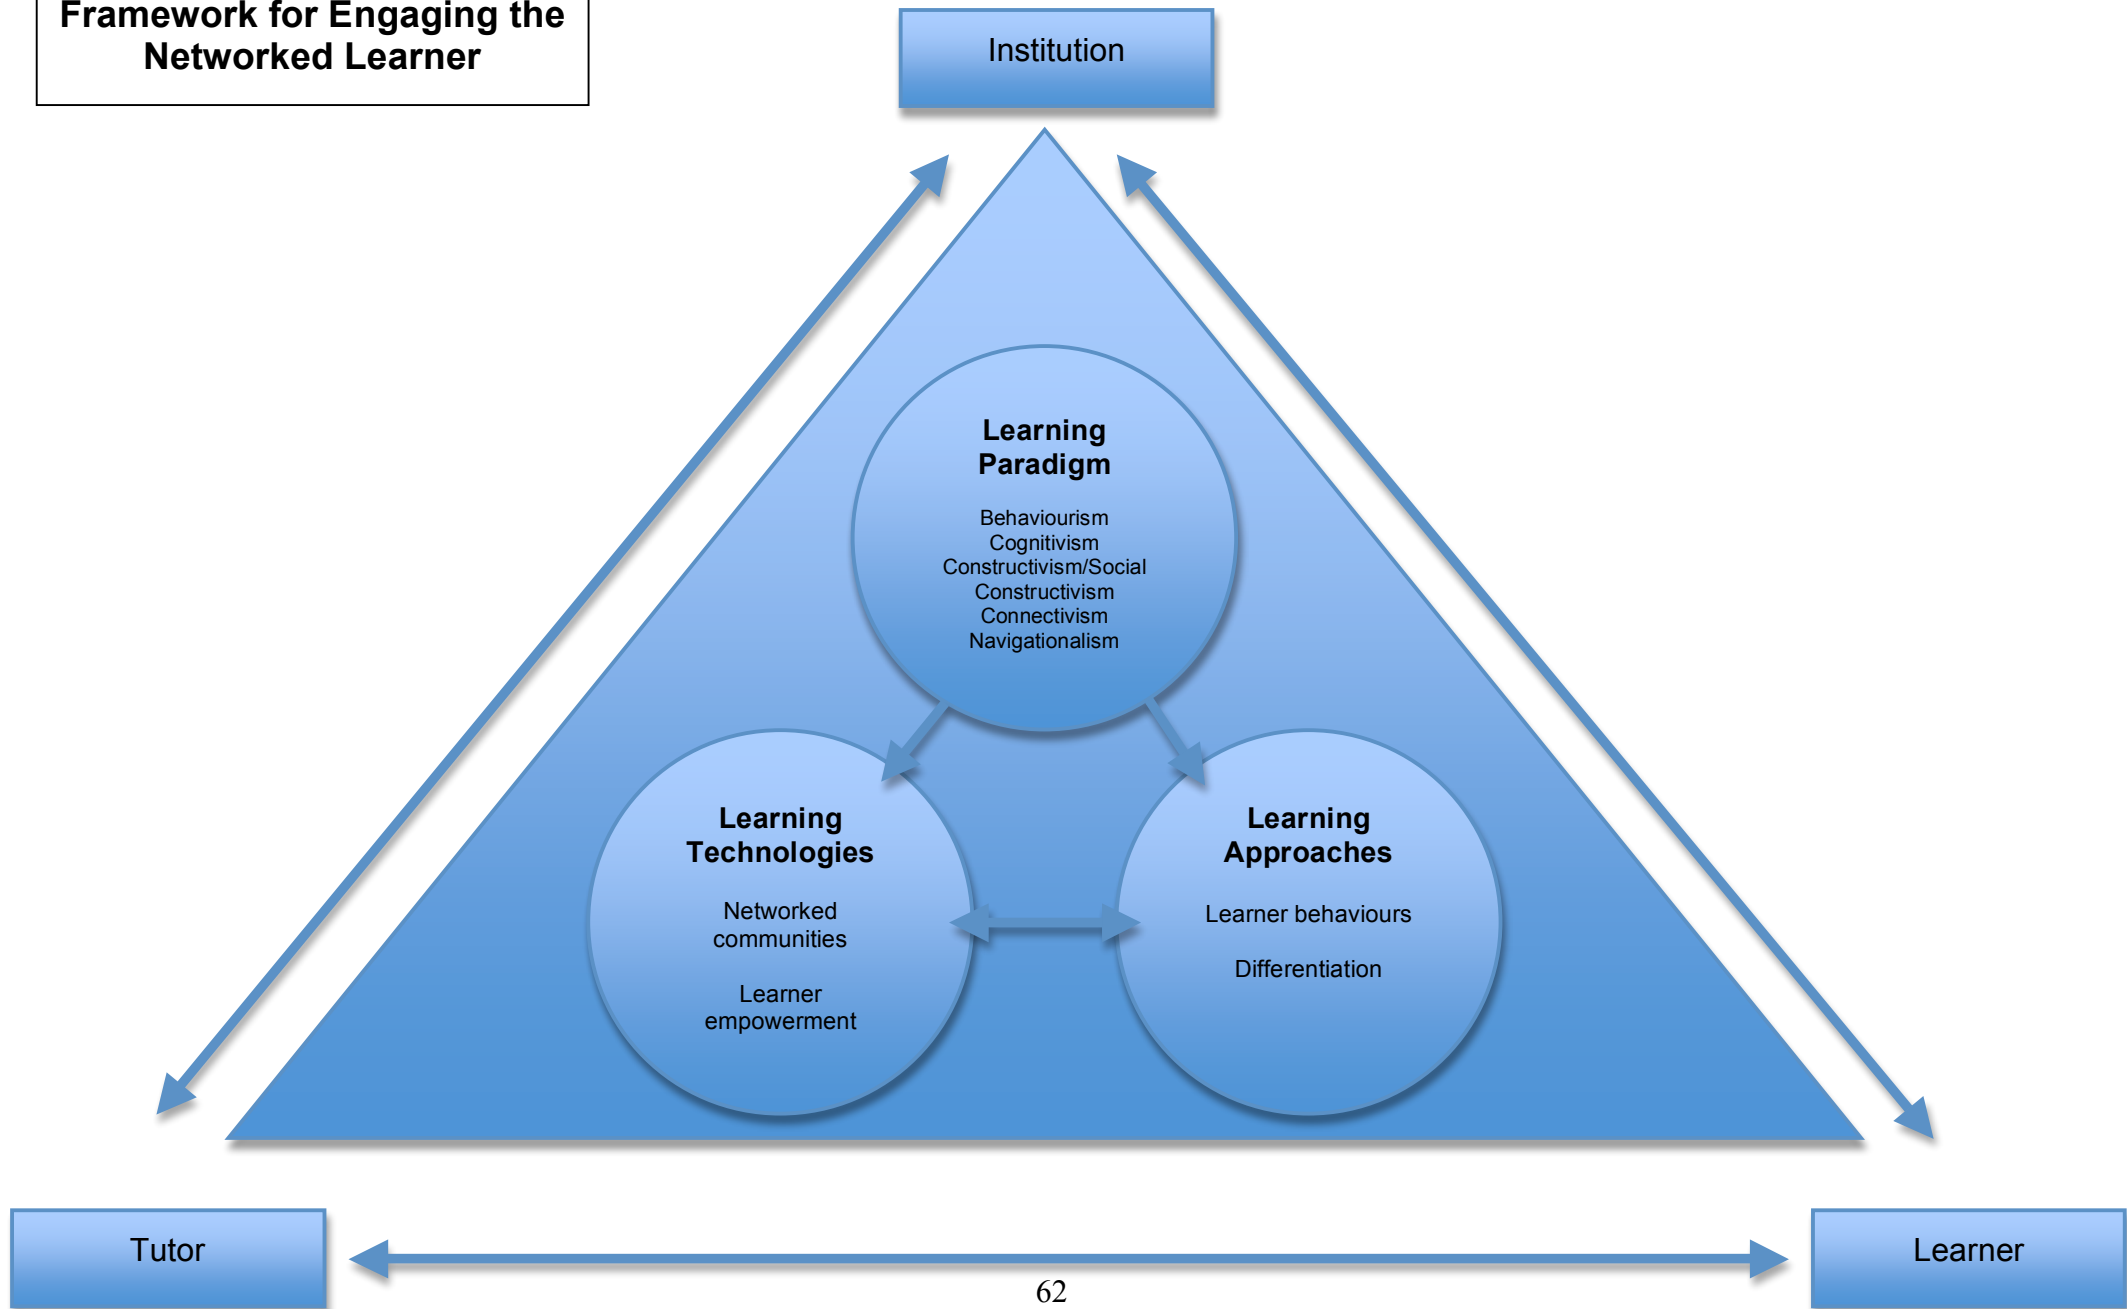 Framework for Engaging the
Networked Learner
Institution
Learning
Paradigm
Behaviourism
Cognitivism
Constructivism/Social
Constructivism
Connectivism
Navigationalism
Learning
Technologies
Networked
communities
Learner
empowerment
Learning
Approaches
Learner behaviours
Differentiation
Tutor
Learner
62